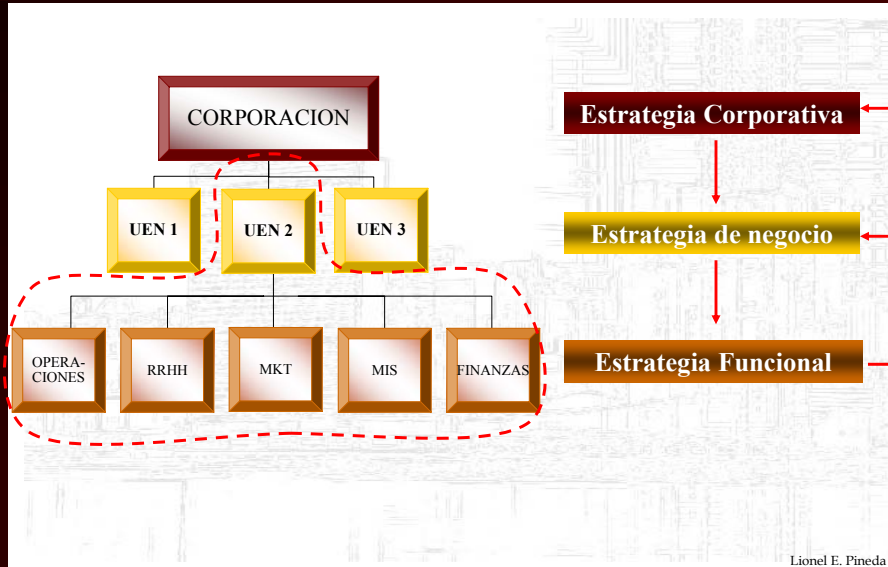 CORPORACION
Estrategia Corporativa
UEN 1
UEN 2
UEN 3
Estrategia de negocio
OPERA-
CIONES
RRHH
MKT
MIS
FINANZAS
Estrategia Funcional
Lionel E. Pineda